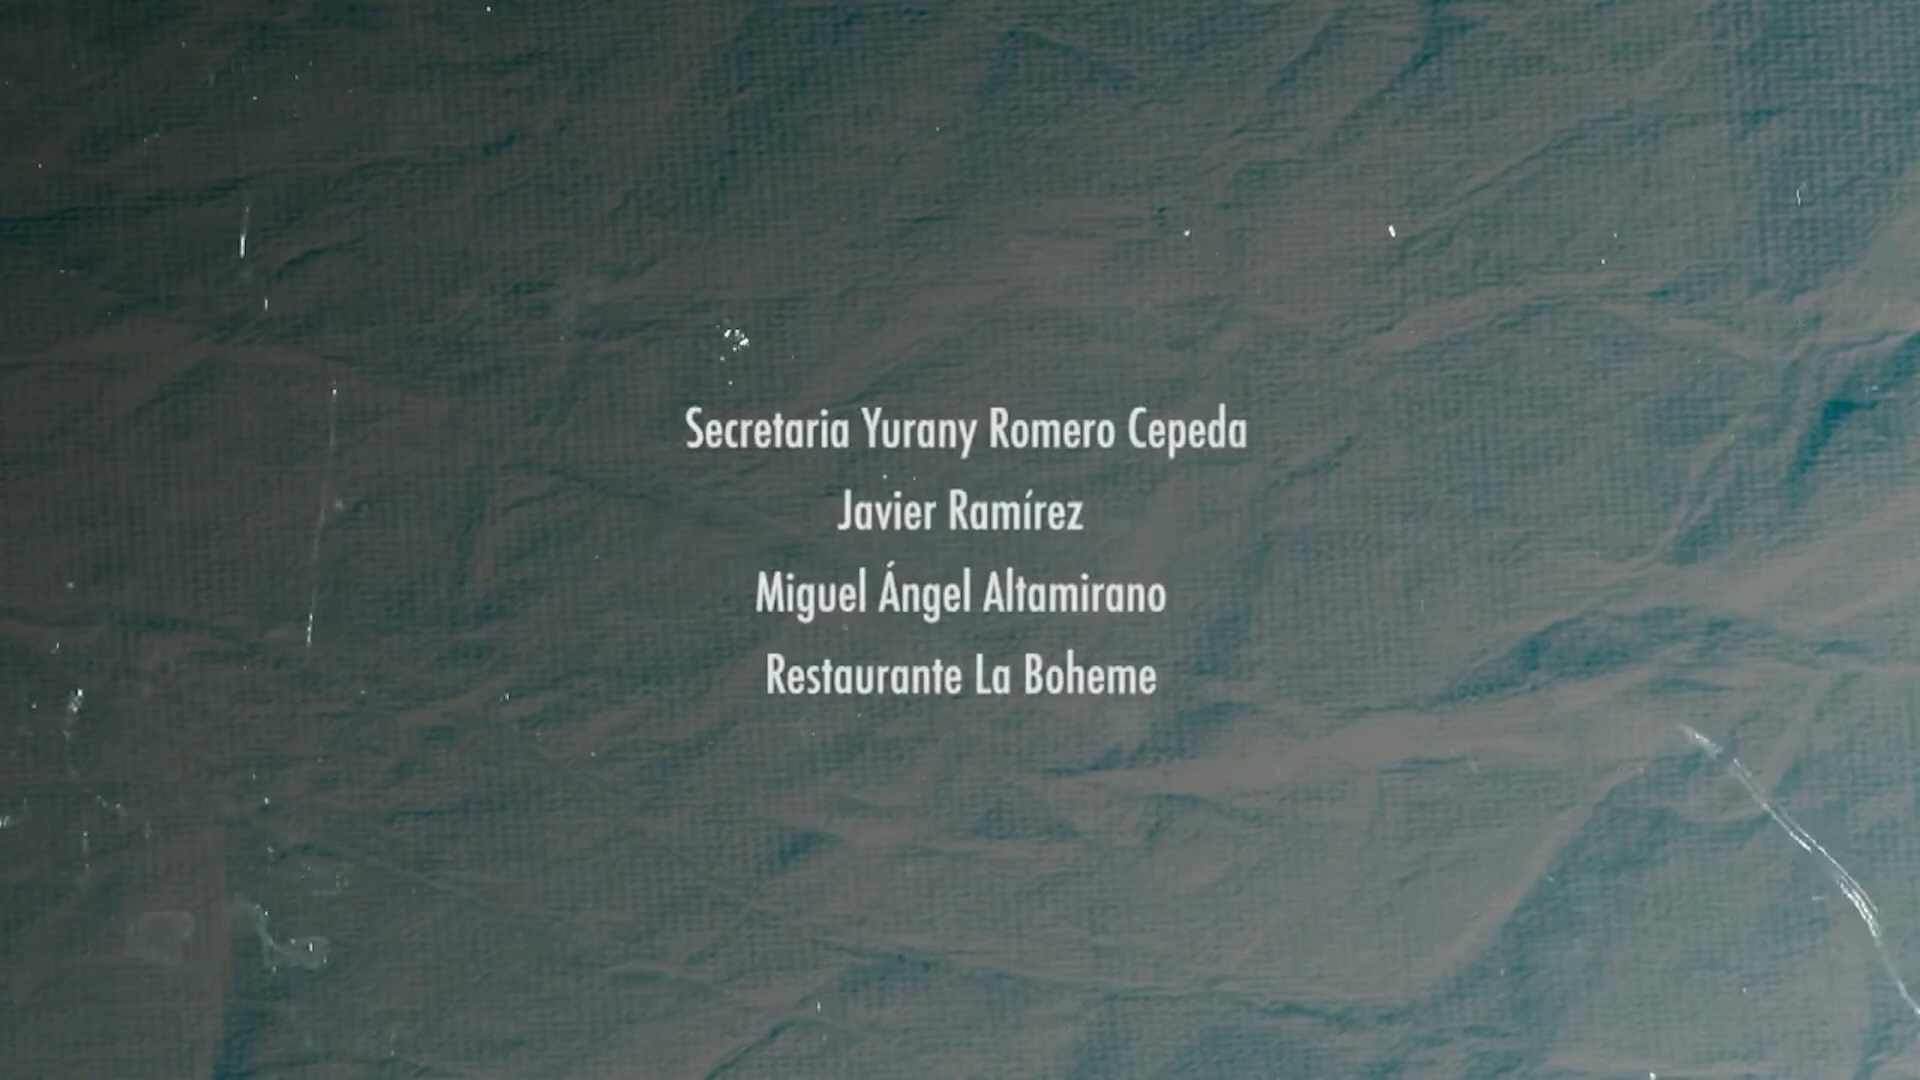 Secretaria Yurany Romero Cepeda
Javier Ramírez
Miguel Ángel Altamirano
Restaurante La Boheme